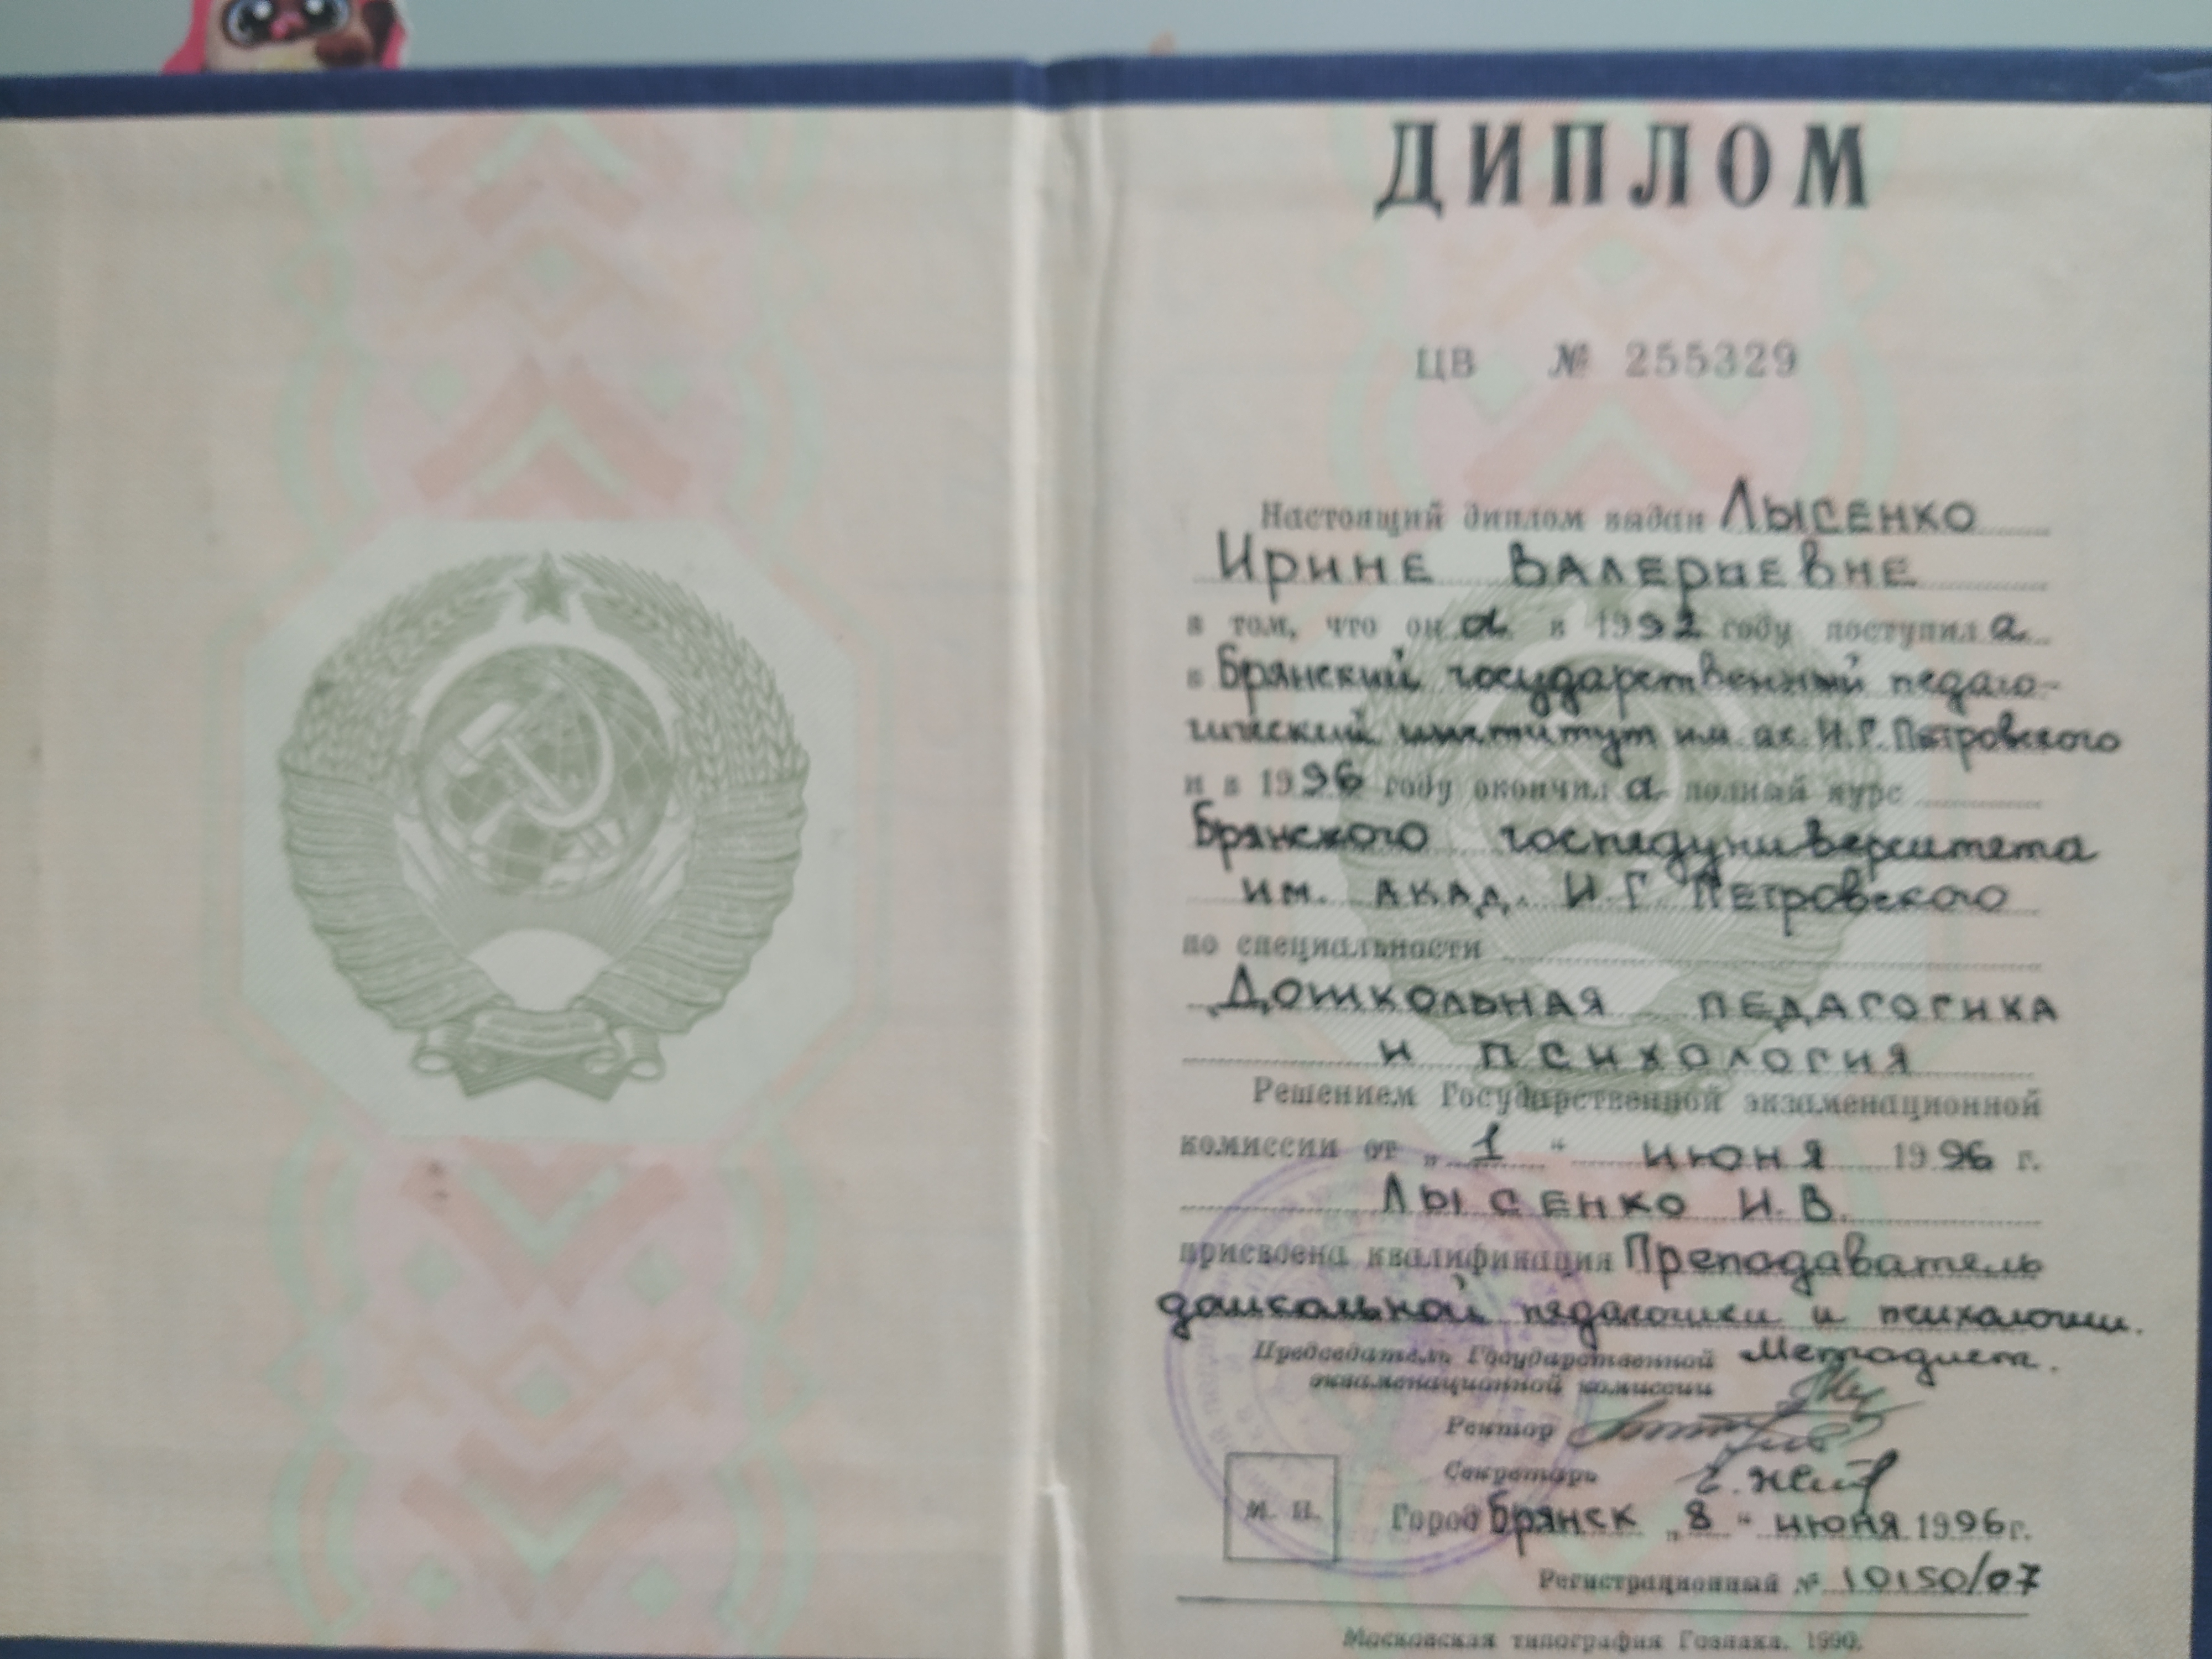 ДИПЛОМ
ЦВ № 255329
Настоящий диплом выдан Лысенко
Ирине Валерьевне
в том, что она в 1992 году поступила
в Брянский государственный педаго-
гический институт им. ак. И.Г. Петровского
и в 1996 году окончила полный курс
Брянского госпедуниверситета
им. акад. И.Г. Петровского
по специальности
Дошкольная педагогика
и психология
Решением Государственной экзаменационной
комиссии от „1“ июня 1996 г.
Лысенко И.В.
присвоена квалификация Преподаватель
дошкольной педагогики и психологии.
Председатель Государственной Методист.
экзаменационной комиссии
Ректор
Секретарь
М. П. Город Брянск „8“ июня 1996 г.
Регистрационный № 10150/07
Московская типография Гознака. 1990.